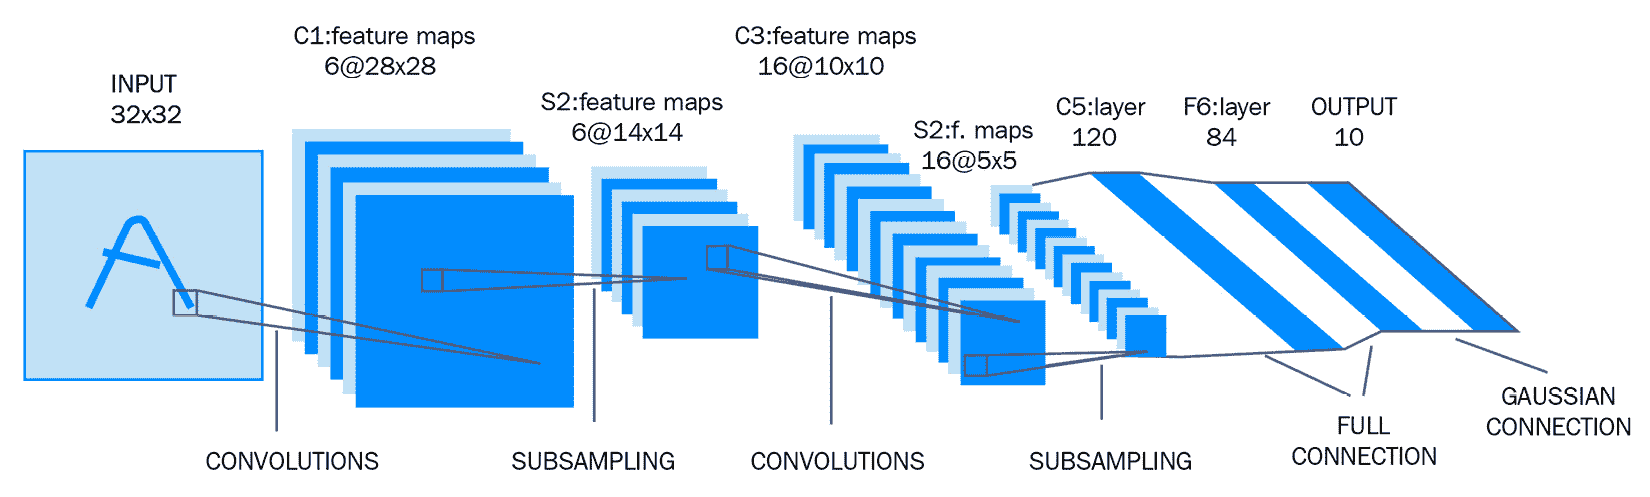 INPUT
32x32
C1:feature maps
6@28x28
S2:feature maps
6@14x14
C3:feature maps
16@10x10
S2:f. maps
16@5x5
C5:layer
120
F6:layer
84
OUTPUT
10
CONVOLUTIONS
SUBSAMPLING
CONVOLUTIONS
SUBSAMPLING
FULL
CONNECTION
GAUSSIAN
CONNECTION